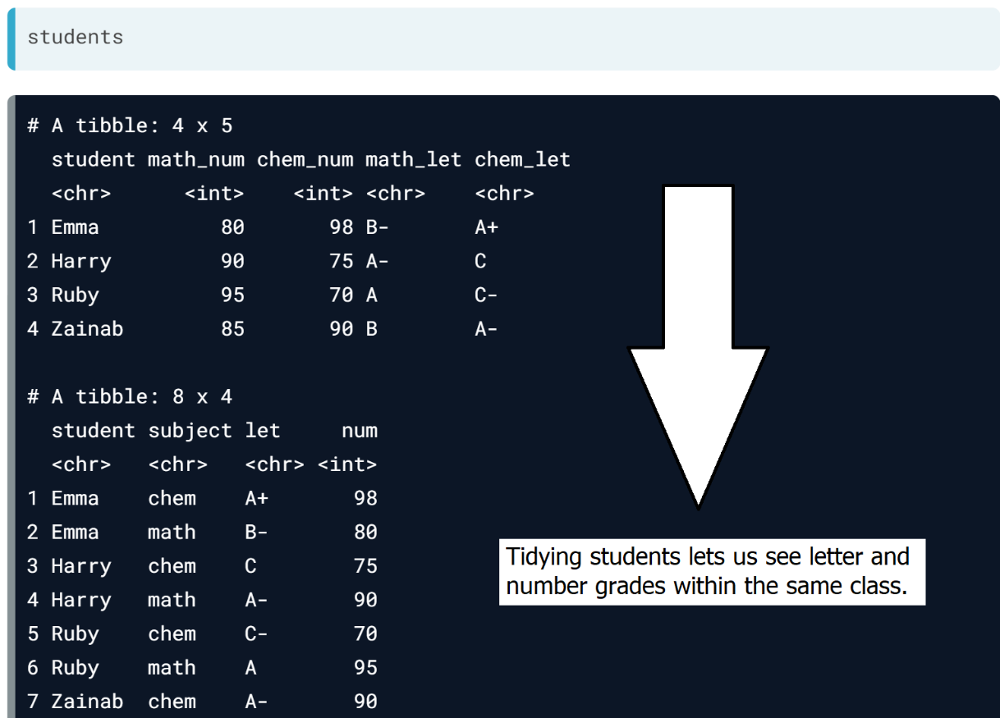 students
# A tibble: 4 x 5
student math_num chem_num math_let chem_let
<chr> <int> <int> <chr> <chr>
1 Emma 80 98 B- A+
2 Harry 90 75 A- C
3 Ruby 95 70 A C-
4 Zainab 85 90 B A-
# A tibble: 8 x 4
student subject let num
<chr> <chr> <chr> <int>
1 Emma chem A+ 98
2 Emma math B- 80
3 Harry chem C 75
4 Harry math A- 90
5 Ruby chem C- 70
6 Ruby math A 95
7 Zainab chem A- 90
Tidying students lets us see letter and
number grades within the same class.